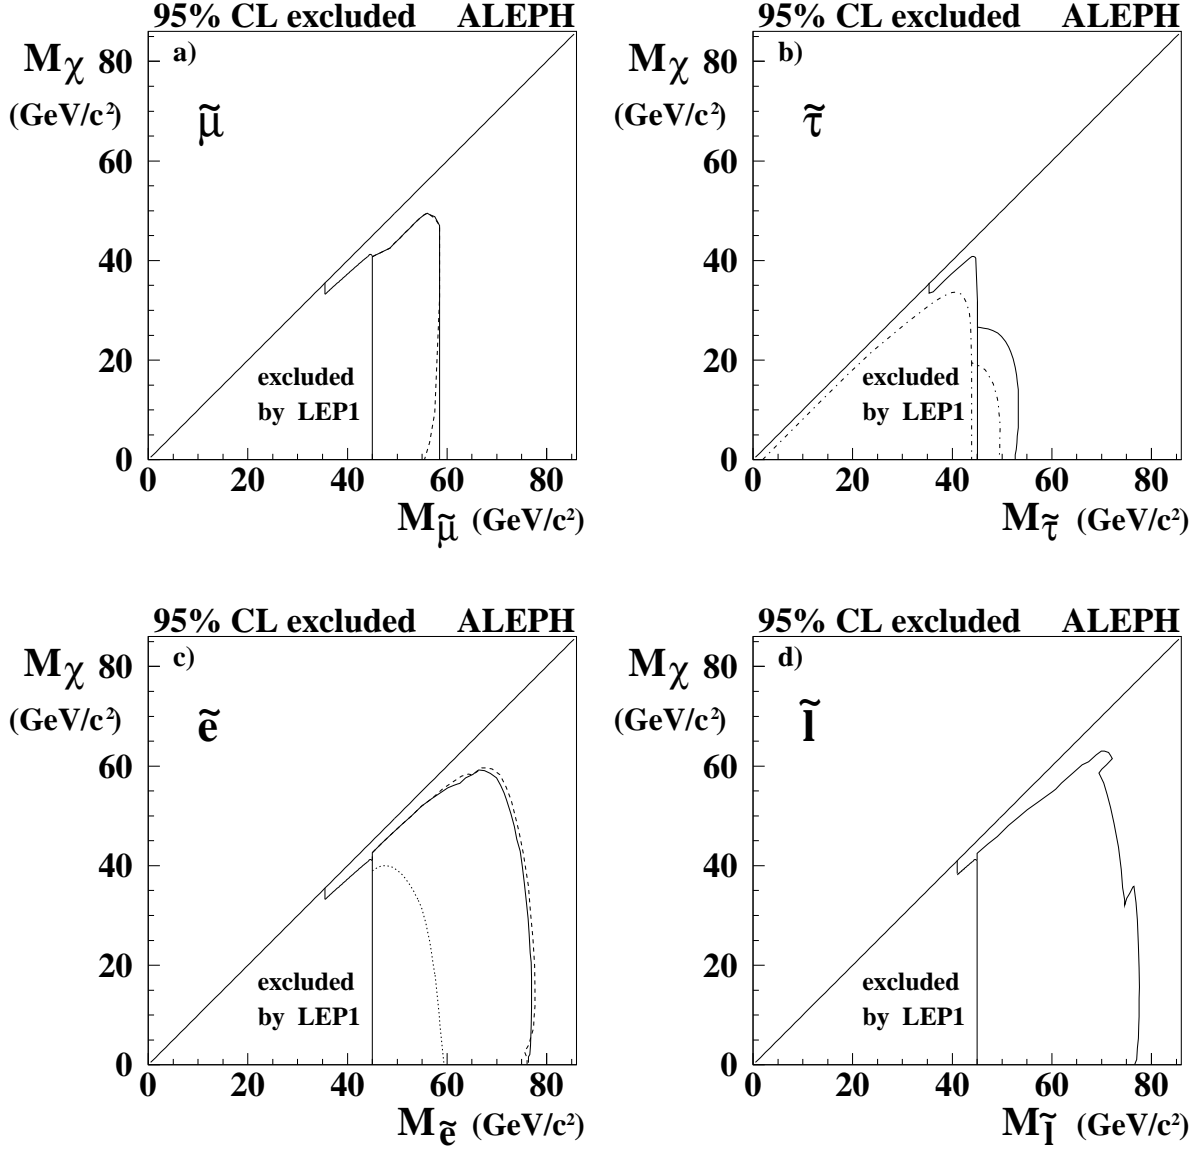 95% CL excluded ALEPH
a)
Mχ
(GeV/c²)
μ̃
80
60
40
20
0
excluded
by LEP1
0 20 40 60 80
Mμ̃ (GeV/c²)
95% CL excluded ALEPH
b)
Mχ
(GeV/c²)
τ̃
80
60
40
20
0
excluded
by LEP1
0 20 40 60 80
Mτ̃ (GeV/c²)
95% CL excluded ALEPH
c)
Mχ
(GeV/c²)
ẽ
80
60
40
20
0
excluded
by LEP1
0 20 40 60 80
Mẽ (GeV/c²)
95% CL excluded ALEPH
d)
Mχ
(GeV/c²)
l̃
80
60
40
20
0
excluded
by LEP1
0 20 40 60 80
Ml̃ (GeV/c²)